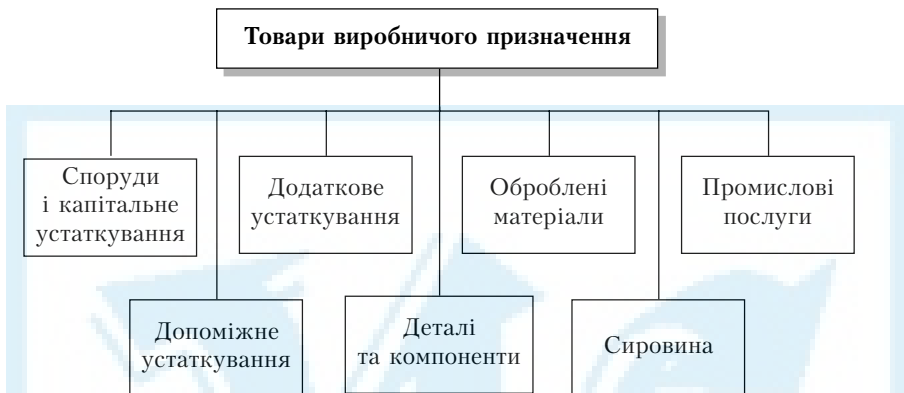 Товари виробничого призначення
Споруди
і капітальне
устаткування
Додаткове
устаткування
Оброблені
матеріали
Промислові
послуги
Допоміжне
устаткування
Деталі
та компоненти
Сировина